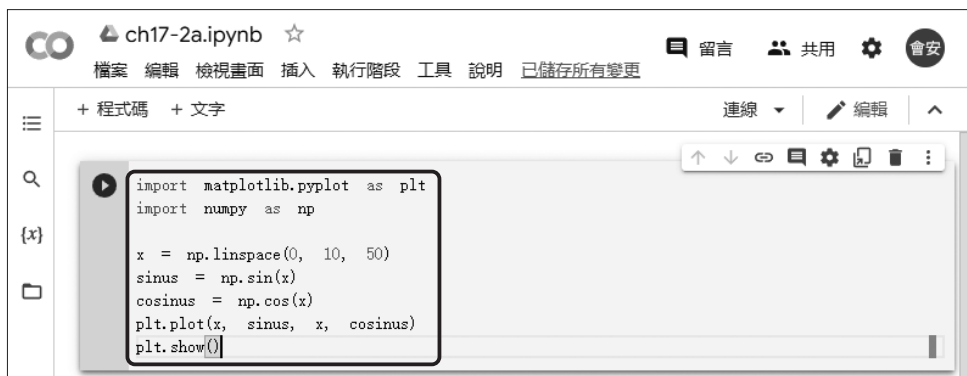 CO ch17-2a.ipynb
留言 共用 會安
檔案 編輯 檢視畫面 插入 執行階段 工具 說明 已儲存所有變更
+ 程式碼 + 文字 連線 編輯
{x}
import matplotlib.pyplot as plt
import numpy as np
x = np.linspace(0, 10, 50)
sinus = np.sin(x)
cosinus = np.cos(x)
plt.plot(x, sinus, x, cosinus)
plt.show()